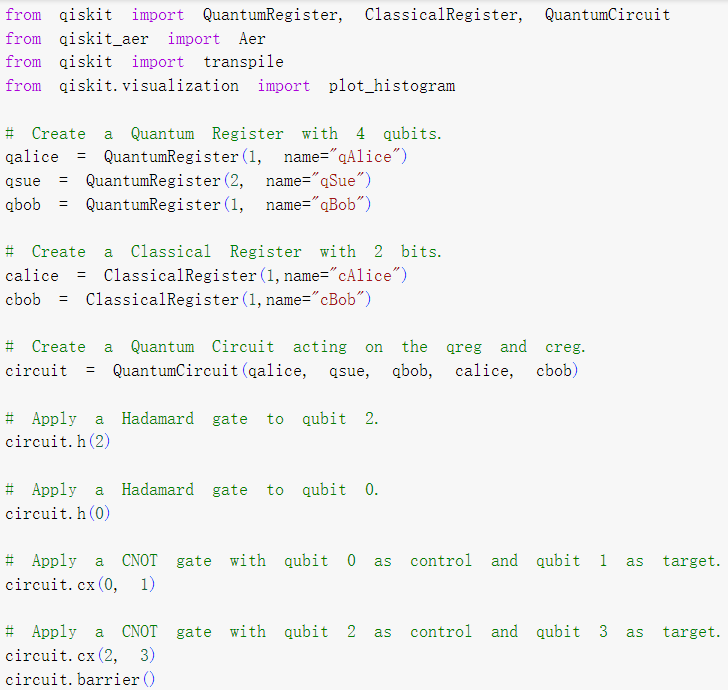 from qiskit import QuantumRegister, ClassicalRegister, QuantumCircuit
from qiskit_aer import Aer
from qiskit import transpile
from qiskit.visualization import plot_histogram
# Create a Quantum Register with 4 qubits.
qalice = QuantumRegister(1, name="qAlice")
qsue = QuantumRegister(2, name="qSue")
qbob = QuantumRegister(1, name="qBob")
# Create a Classical Register with 2 bits.
calice = ClassicalRegister(1,name="cAlice")
cbob = ClassicalRegister(1,name="cBob")
# Create a Quantum Circuit acting on the qreg and creg.
circuit = QuantumCircuit(qalice, qsue, qbob, calice, cbob)
# Apply a Hadamard gate to qubit 2.
circuit.h(2)
# Apply a Hadamard gate to qubit 0.
circuit.h(0)
# Apply a CNOT gate with qubit 0 as control and qubit 1 as target.
circuit.cx(0, 1)
# Apply a CNOT gate with qubit 2 as control and qubit 3 as target.
circuit.cx(2, 3)
circuit.barrier()